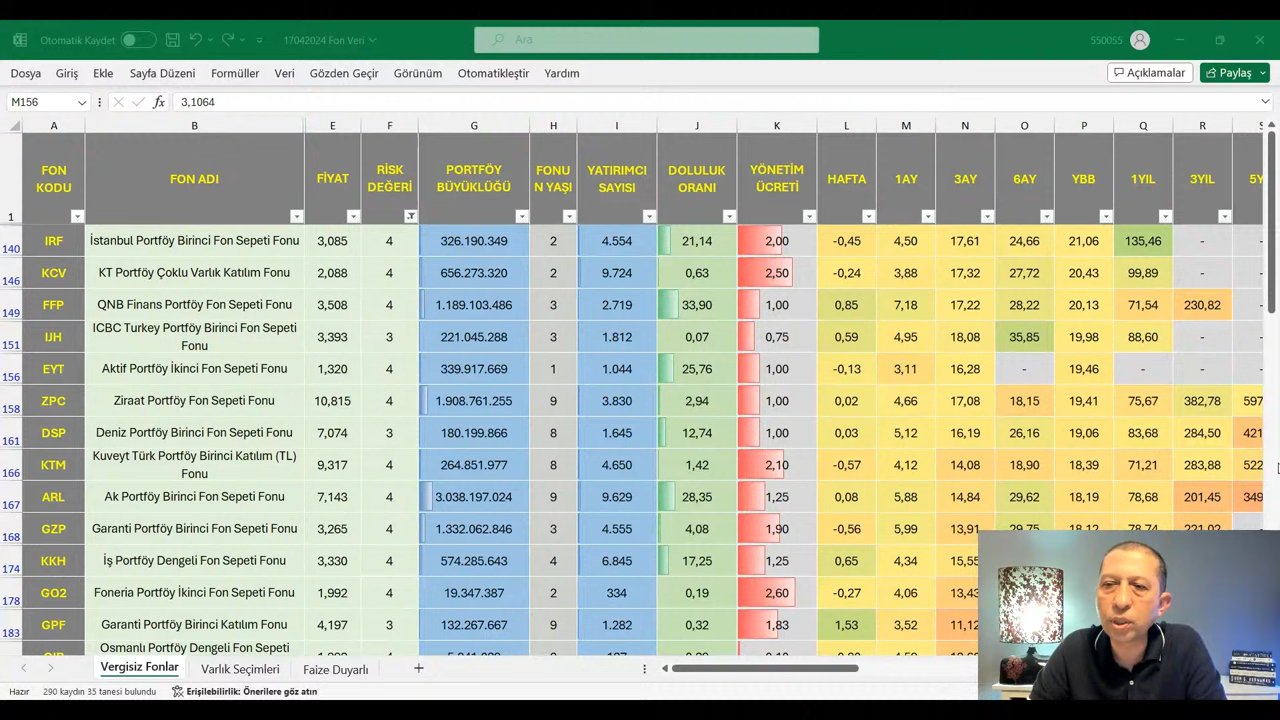 Otomatik Kaydet
17042024 Fon Veri
Ara
550055
Dosya Giriş Ekle Sayfa Düzeni Formüller Veri Gözden Geçir Görünüm Otomatikleştir Yardım
Açıklamalar
Paylaş
M156
fx
3,1064
A B E F G H I J K L M N O P Q R S
1 FON KODU FON ADI FİYAT RİSK DEĞERİ PORTFÖY BÜYÜKLÜĞÜ FONUN YAŞI YATIRIMCI SAYISI DOLULUK ORANI YÖNETİM ÜCRETİ HAFTA 1AY 3AY 6AY YBB 1YIL 3YIL
140 IRF İstanbul Portföy Birinci Fon Sepeti Fonu 3,085 4 326.190.349 2 4.554 21,14 2,00 -0,45 4,50 17,61 24,66 21,06 135,46 - -
146 KCV KT Portföy Çoklu Varlık Katılım Fonu 2,088 4 656.273.320 2 9.724 0,63 2,50 -0,24 3,88 17,32 27,72 20,43 99,89 - -
149 FFP QNB Finans Portföy Fon Sepeti Fonu 3,508 4 1.189.103.486 3 2.719 33,90 1,00 0,85 7,18 17,22 28,22 20,13 71,54 230,82 -
151 IJH ICBC Turkey Portföy Birinci Fon Sepeti Fonu 3,393 3 221.045.288 3 1.812 0,07 0,75 0,59 4,95 18,08 35,85 19,98 88,60 - -
156 EYT Aktif Portföy İkinci Fon Sepeti Fonu 1,320 4 339.917.669 1 1.044 25,76 1,00 -0,13 3,11 16,28 - 19,46 - - -
158 ZPC Ziraat Portföy Fon Sepeti Fonu 10,815 4 1.908.761.255 9 3.830 2,94 1,00 0,02 4,66 17,08 18,15 19,41 75,67 382,78 597
161 DSP Deniz Portföy Birinci Fon Sepeti Fonu 7,074 3 180.199.866 8 1.645 12,74 1,00 0,03 5,12 16,19 26,16 19,06 83,68 284,50 421
166 KTM Kuveyt Türk Portföy Birinci Katılım (TL) Fonu 9,317 4 264.851.977 8 4.650 1,42 2,10 -0,57 4,12 14,08 18,90 18,39 71,21 283,88 522
167 ARL Ak Portföy Birinci Fon Sepeti Fonu 7,143 4 3.038.197.024 9 9.629 28,35 1,25 0,08 5,88 14,84 29,62 18,19 78,68 201,45 349
168 GZP Garanti Portföy Birinci Fon Sepeti Fonu 3,265 4 1.332.062.846 3 4.555 4,08 1,90 -0,56 5,99 13,91 29,75 18,12 78,74 221,02
174 KKH İş Portföy Dengeli Fon Sepeti Fonu 3,330 4 574.285.643 4 6.845 17,25 1,25 0,65 4,34 15,55
178 GO2 Foneria Portföy İkinci Fon Sepeti Fonu 1,992 4 19.347.387 2 334 0,19 2,60 -0,27 4,06 13,43
183 GPF Garanti Portföy Birinci Katılım Fonu 4,197 3 132.267.667 9 1.282 0,32 1,83 1,53 3,52 11,12
Osmanlı Portföy Dengeli Fon Sepeti
Vergisiz Fonlar Varlık Seçimleri Faize Duyarlı
Hazır 290 kaydın 35 tanesi bulundu Erişilebilirlik: Önerilere göz atın